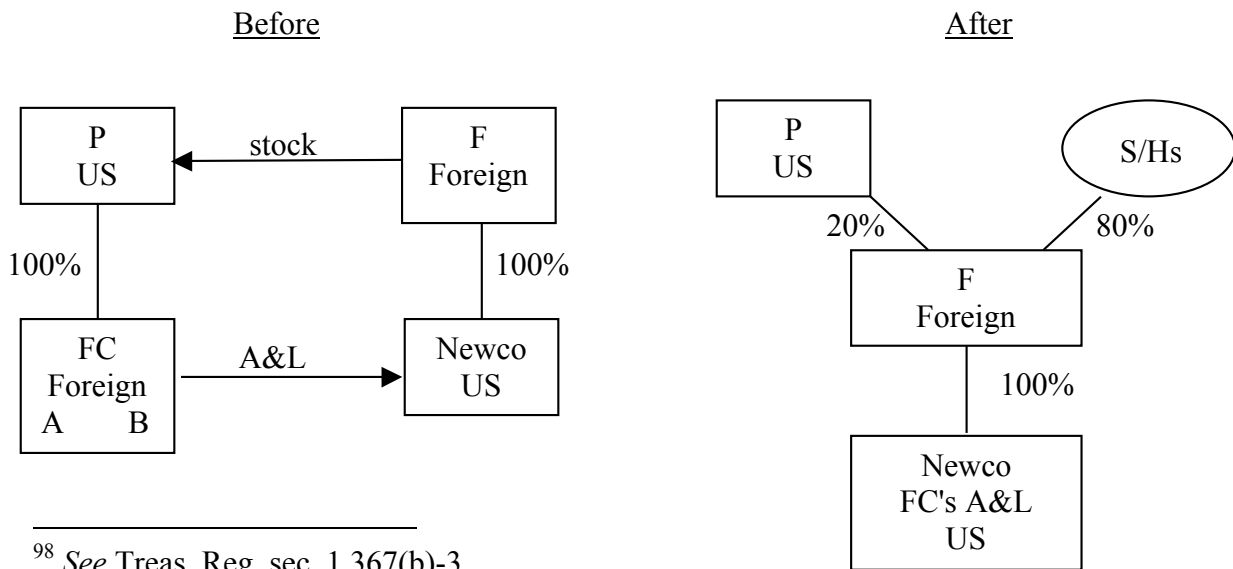 Before
P
US
stock
F
Foreign
100%
100%
FC
Foreign
A B
A&L
Newco
US
After
P
US
S/Hs
20%
80%
F
Foreign
100%
Newco
FC's A&L
US
98 See Treas. Reg. sec. 1.367(b)-3